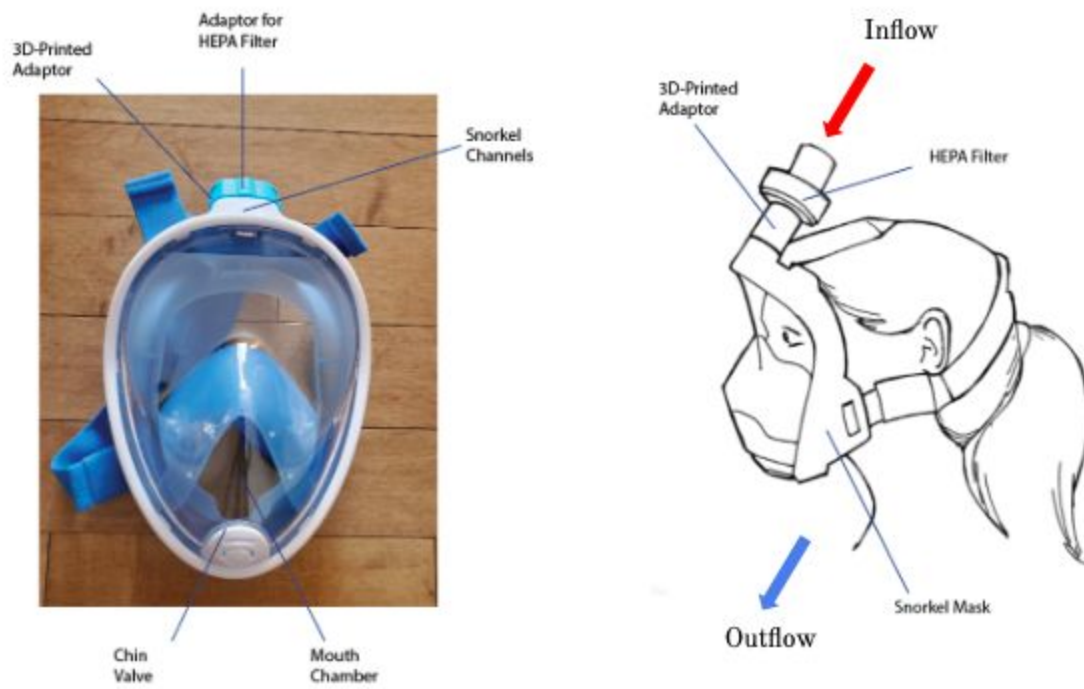 Adaptor for
HEPA Filter
3D-Printed
Adaptor
Snorkel
Channels
Chin
Valve
Mouth
Chamber
Inflow
3D-Printed
Adaptor
HEPA Filter
Snorkel Mask
Outflow